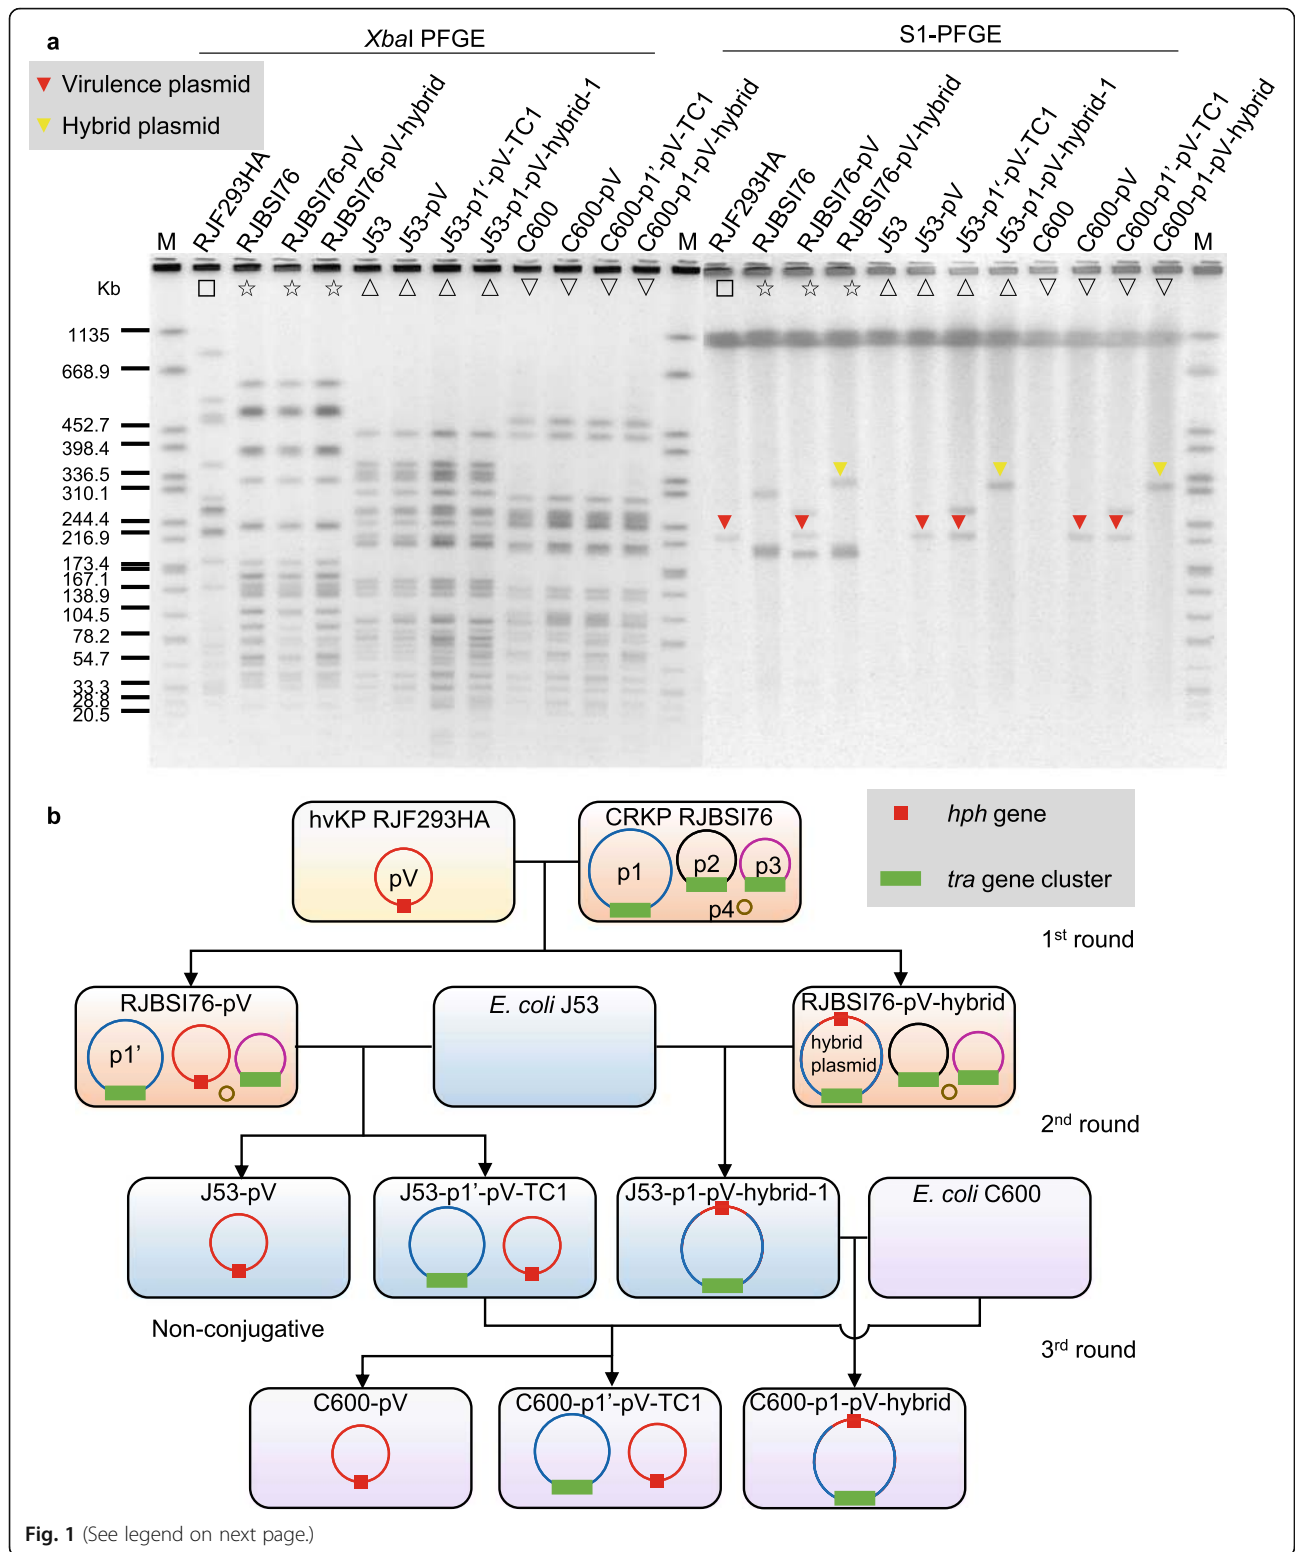 a
XbaI PFGE
S1-PFGE
Virulence plasmid
Hybrid plasmid
M
RJF293HA
RJBSI76
RJBSI76-pV
RJBSI76-pV-hybrid
J53
J53-pV
J53-p1′-pV-TC1
J53-p1-pV-hybrid-1
C600
C600-pV
C600-p1′-pV-TC1
C600-p1-pV-hybrid
M
RJF293HA
RJBSI76
RJBSI76-pV
RJBSI76-pV-hybrid
J53
J53-pV
J53-p1′-pV-TC1
J53-p1-pV-hybrid-1
C600
C600-pV
C600-p1′-pV-TC1
C600-p1-pV-hybrid
M
Kb
1135
668.9
452.7
398.4
336.5
310.1
244.4
216.9
173.4
167.1
138.9
104.5
78.2
54.7
33.3
28.8
20.5
b
hvKP RJF293HA
pV
CRKP RJBSI76
p1
p2
p3
p4
hph gene
tra gene cluster
1st round
RJBSI76-pV
p1’
E. coli J53
RJBSI76-pV-hybrid
hybrid
plasmid
2nd round
J53-pV
J53-p1’-pV-TC1
J53-p1-pV-hybrid-1
E. coli C600
Non-conjugative
3rd round
C600-pV
C600-p1’-pV-TC1
C600-p1-pV-hybrid
Fig. 1 (See legend on next page.)